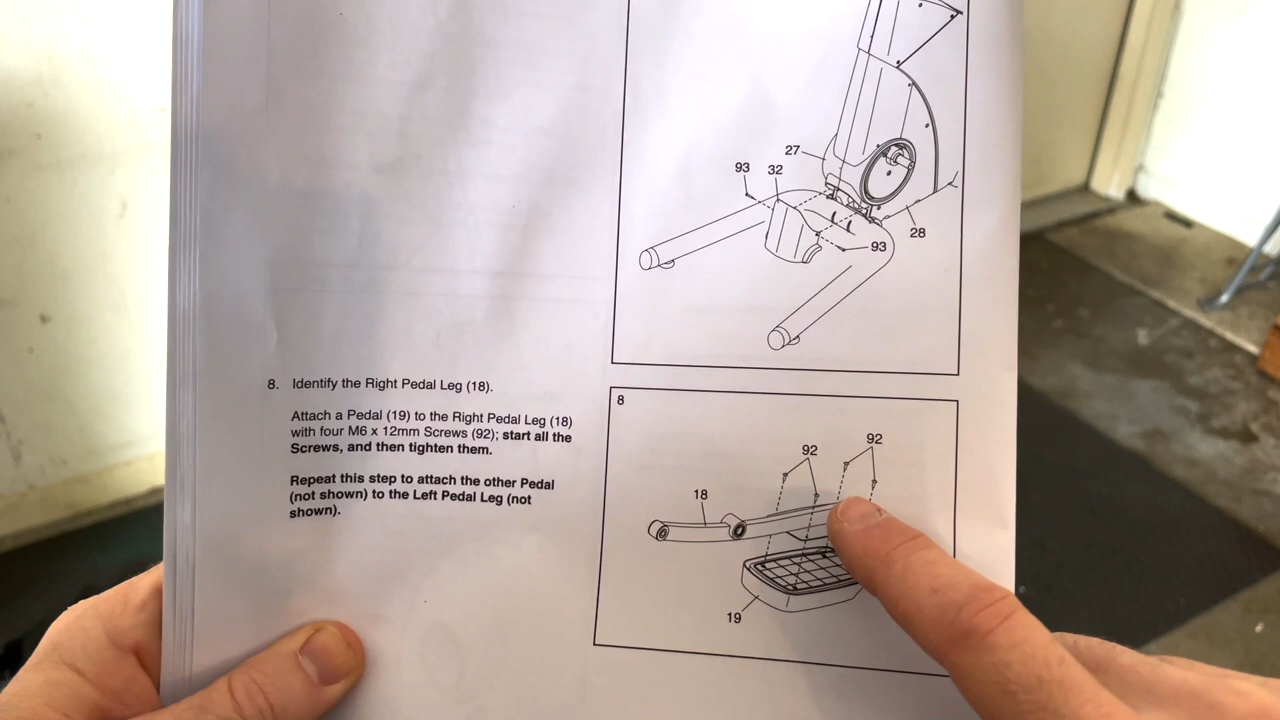 27
93 32
28
93
8. Identify the Right Pedal Leg (18).
Attach a Pedal (19) to the Right Pedal Leg (18)
with four M6 x 12mm Screws (92); start all the
Screws, and then tighten them.
Repeat this step to attach the other Pedal
(not shown) to the Left Pedal Leg (not
shown).
8
92
92
18
19